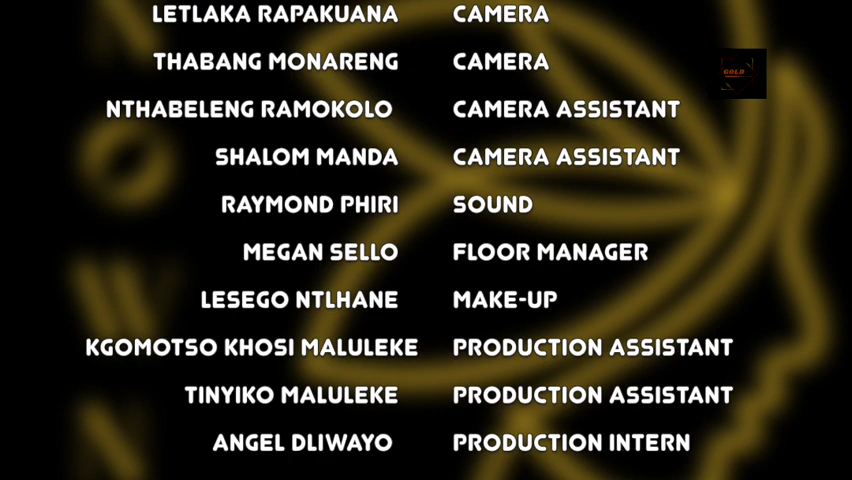 LETLAKA RAPAKUANA CAMERA
THABANG MONARENG CAMERA
GOLD
NTHABELENG RAMOKOLO CAMERA ASSISTANT
SHALOM MANDA CAMERA ASSISTANT
RAYMOND PHIRI SOUND
MEGAN SELLO FLOOR MANAGER
LESEGO NTLHANE MAKE-UP
KGOMOTSO KHOSI MALULEKE PRODUCTION ASSISTANT
TINYIKO MALULEKE PRODUCTION ASSISTANT
ANGEL DLIWAYO PRODUCTION INTERN